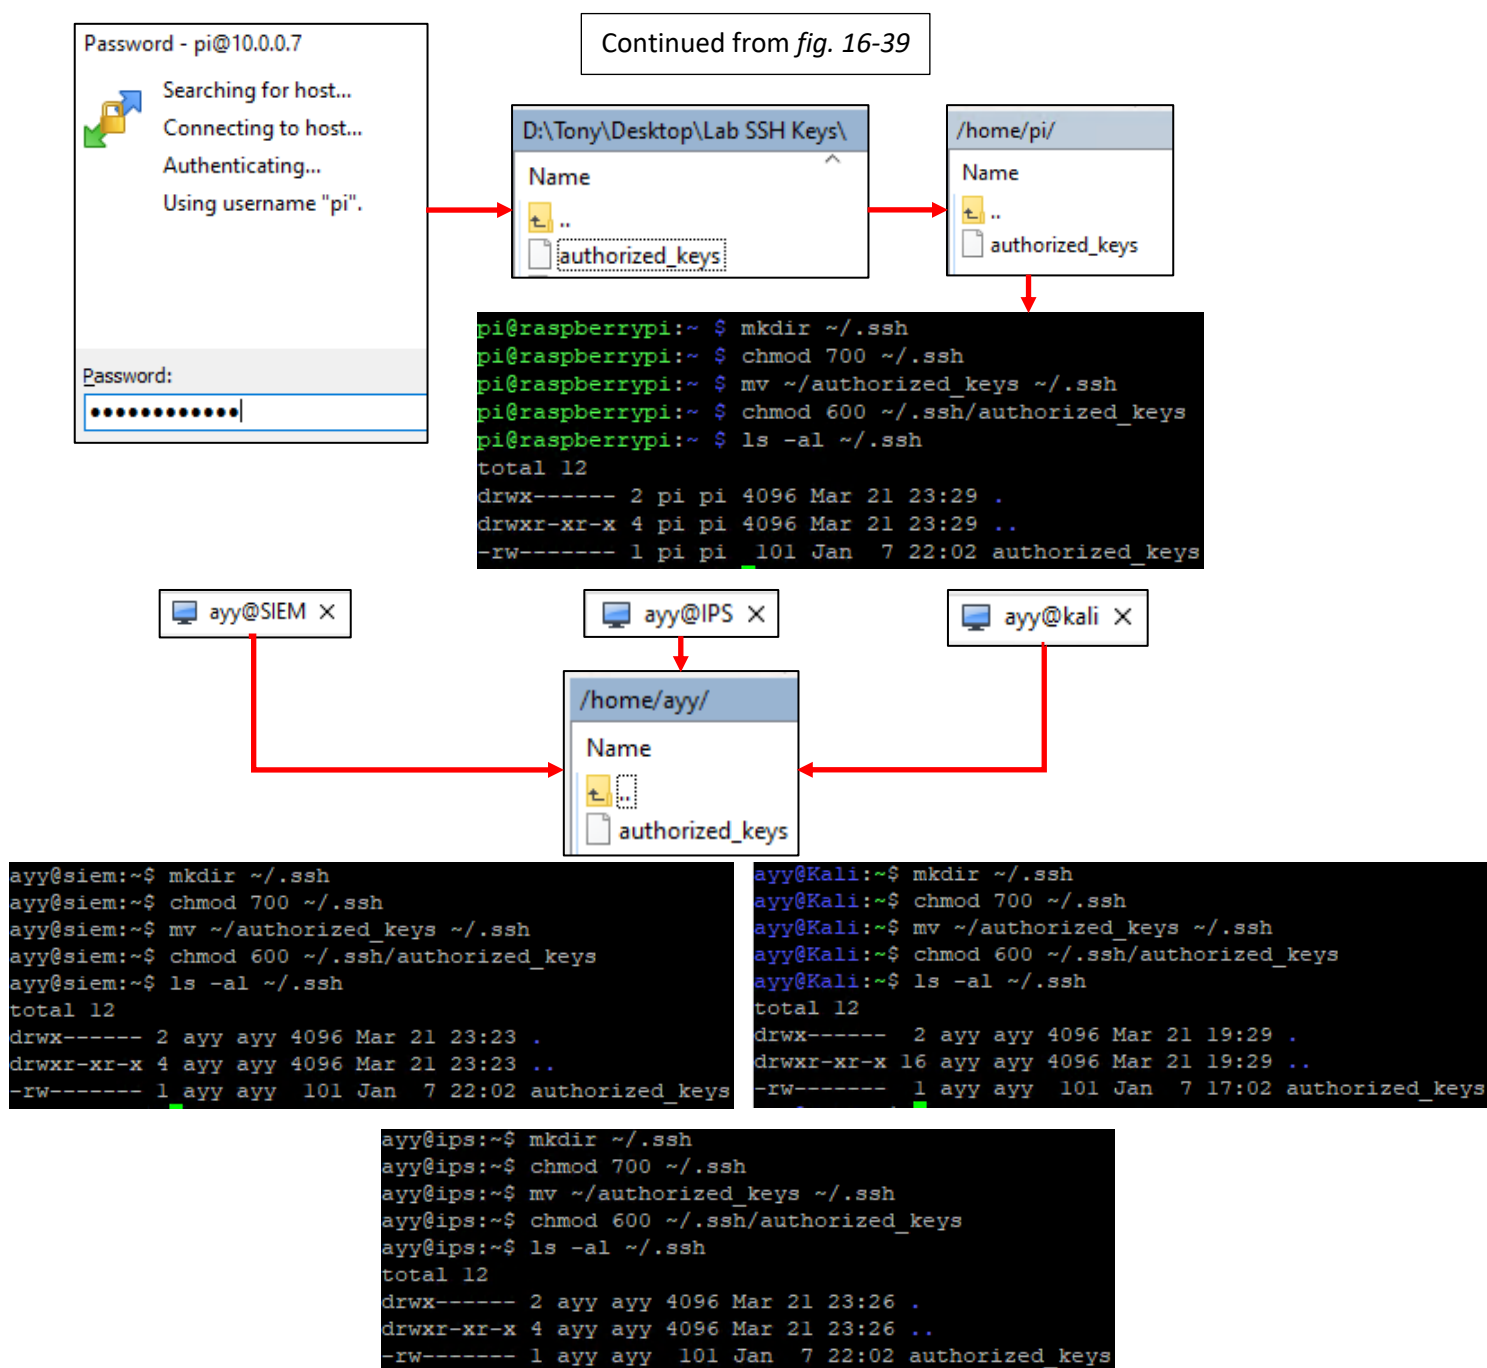 Continued from fig. 16-39
Password - pi@10.0.0.7
Searching for host...
Connecting to host...
Authenticating...
Using username "pi".
Password:
●●●●●●●●●●●●
D:\Tony\Desktop\Lab SSH Keys\
Name
..
authorized_keys
/home/pi/
Name
..
authorized_keys
pi@raspberrypi:~ $ mkdir ~/.ssh
pi@raspberrypi:~ $ chmod 700 ~/.ssh
pi@raspberrypi:~ $ mv ~/authorized_keys ~/.ssh
pi@raspberrypi:~ $ chmod 600 ~/.ssh/authorized_keys
pi@raspberrypi:~ $ ls -al ~/.ssh
total 12
drwx------ 2 pi pi 4096 Mar 21 23:29 .
drwxr-xr-x 4 pi pi 4096 Mar 21 23:29 ..
-rw------- 1 pi pi  101 Jan  7 22:02 authorized_keys
ayy@SIEM ×
ayy@IPS ×
ayy@kali ×
/home/ayy/
Name
..
authorized_keys
ayy@siem:~$ mkdir ~/.ssh
ayy@siem:~$ chmod 700 ~/.ssh
ayy@siem:~$ mv ~/authorized_keys ~/.ssh
ayy@siem:~$ chmod 600 ~/.ssh/authorized_keys
ayy@siem:~$ ls -al ~/.ssh
total 12
drwx------ 2 ayy ayy 4096 Mar 21 23:23 .
drwxr-xr-x 4 ayy ayy 4096 Mar 21 23:23 ..
-rw------- 1 ayy ayy  101 Jan  7 22:02 authorized_keys
ayy@Kali:~$ mkdir ~/.ssh
ayy@Kali:~$ chmod 700 ~/.ssh
ayy@Kali:~$ mv ~/authorized_keys ~/.ssh
ayy@Kali:~$ chmod 600 ~/.ssh/authorized_keys
ayy@Kali:~$ ls -al ~/.ssh
total 12
drwx------  2 ayy ayy 4096 Mar 21 19:29 .
drwxr-xr-x 16 ayy ayy 4096 Mar 21 19:29 ..
-rw-------  1 ayy ayy  101 Jan  7 17:02 authorized_keys
ayy@ips:~$ mkdir ~/.ssh
ayy@ips:~$ chmod 700 ~/.ssh
ayy@ips:~$ mv ~/authorized_keys ~/.ssh
ayy@ips:~$ chmod 600 ~/.ssh/authorized_keys
ayy@ips:~$ ls -al ~/.ssh
total 12
drwx------ 2 ayy ayy 4096 Mar 21 23:26 .
drwxr-xr-x 4 ayy ayy 4096 Mar 21 23:26 ..
-rw------- 1 ayy ayy  101 Jan  7 22:02 authorized_keys